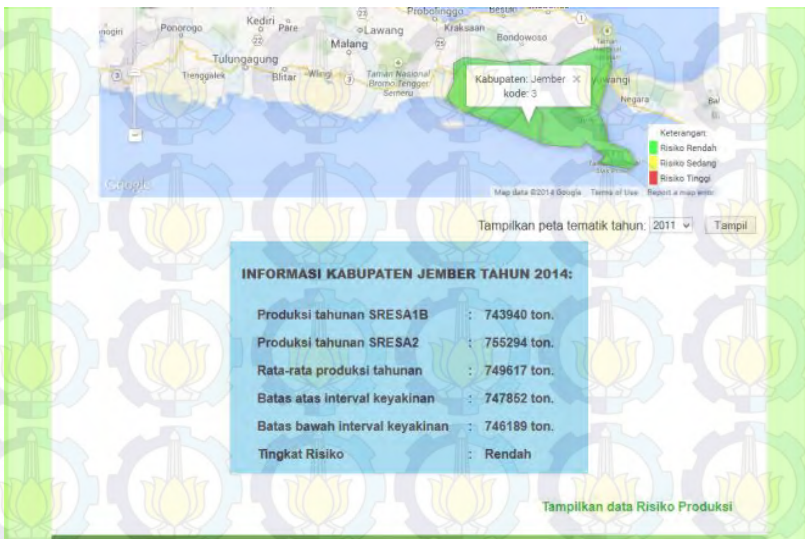 Probolinggo
Kediri
Ponorogo
Pare
Lawang
Kraksaan
Malang
Bondowoso
Tulungagung
Trenggalek
Blitar
Wlingi
Taman Nasional
Bromo Tengger
Semeru
Kabupaten: Jember ×
kode: 3
wangi
Negara
Keterangan:
Risiko Rendah
Risiko Sedang
Risiko Tinggi
Google
Map data ©2014 Google Terms of Use Report a map error
Tampilkan peta tematik tahun: 2011 Tampil
INFORMASI KABUPATEN JEMBER TAHUN 2014:
Produksi tahunan SRESA1B : 743940 ton.
Produksi tahunan SRESA2 : 755294 ton.
Rata-rata produksi tahunan : 749617 ton.
Batas atas interval keyakinan : 747852 ton.
Batas bawah interval keyakinan : 746189 ton.
Tingkat Risiko : Rendah
Tampilkan data Risiko Produksi